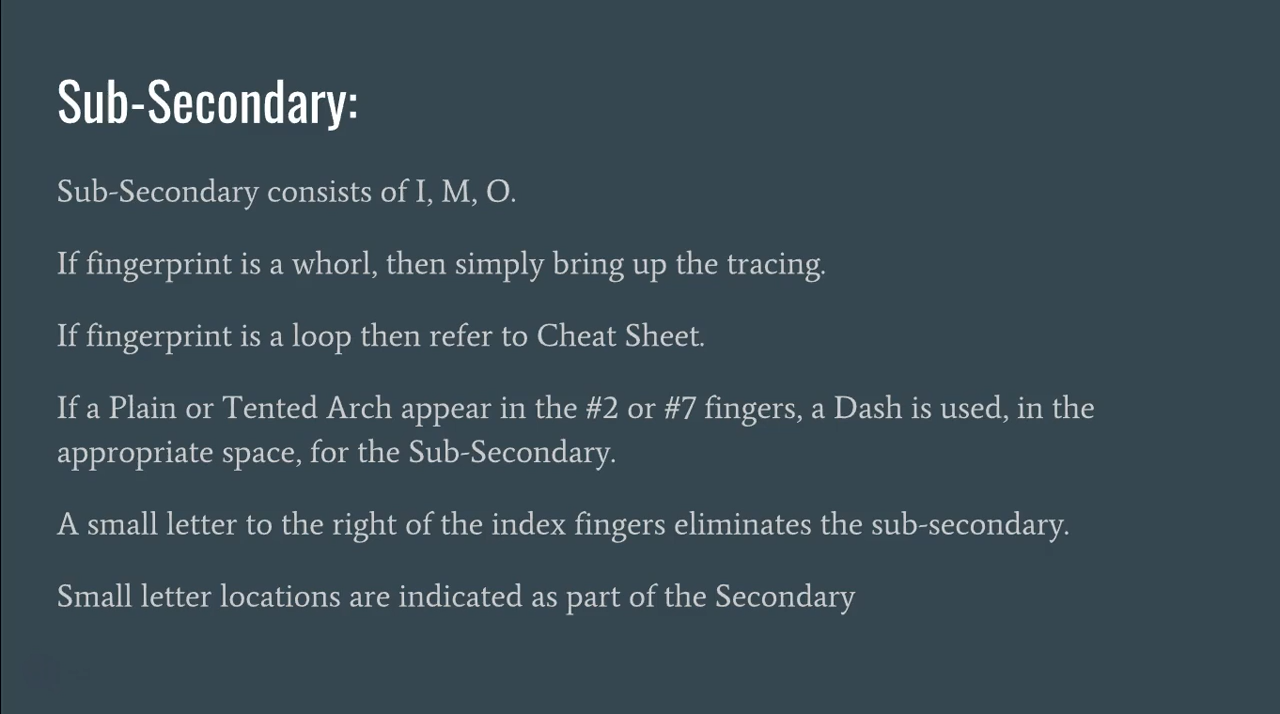 Sub-Secondary:
Sub-Secondary consists of I, M, O.
If fingerprint is a whorl, then simply bring up the tracing.
If fingerprint is a loop then refer to Cheat Sheet.
If a Plain or Tented Arch appear in the #2 or #7 fingers, a Dash is used, in the
appropriate space, for the Sub-Secondary.
A small letter to the right of the index fingers eliminates the sub-secondary.
Small letter locations are indicated as part of the Secondary